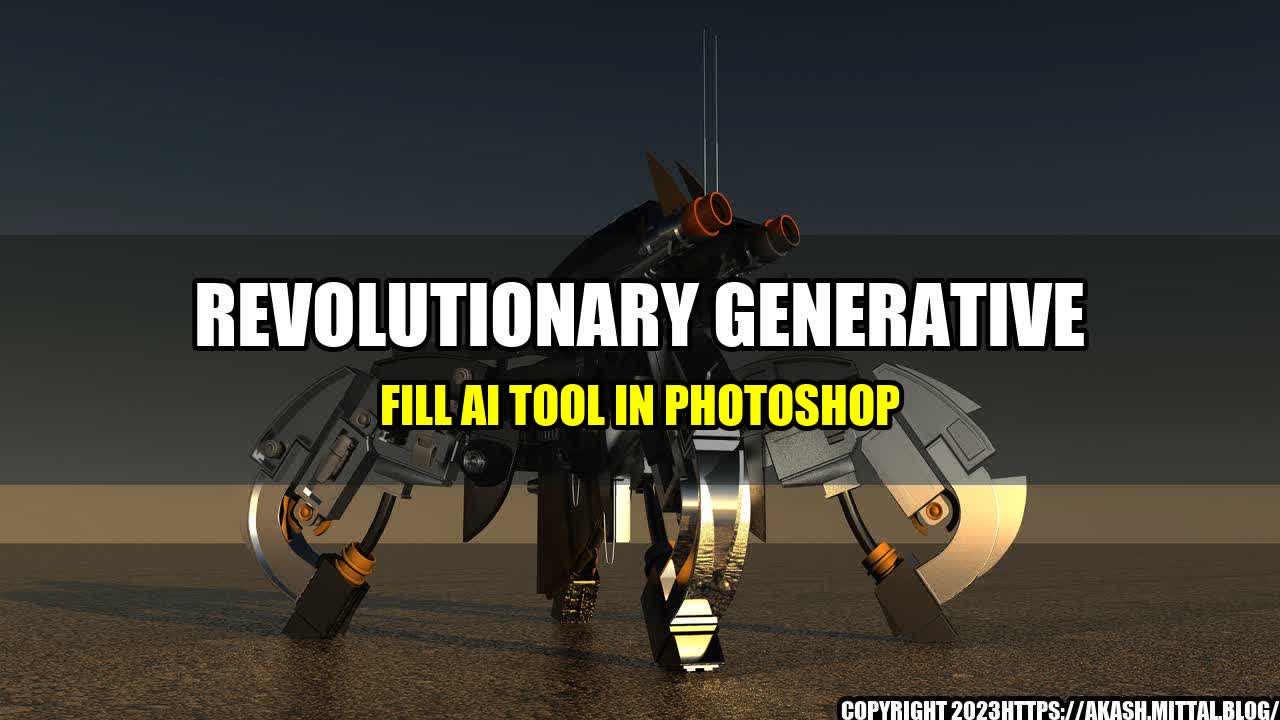 REVOLUTIONARY GENERATIVE
FILL AI TOOL IN PHOTOSHOP
COPYRIGHT 2023HTTPS://AKASH.MITTAL.BLOG/